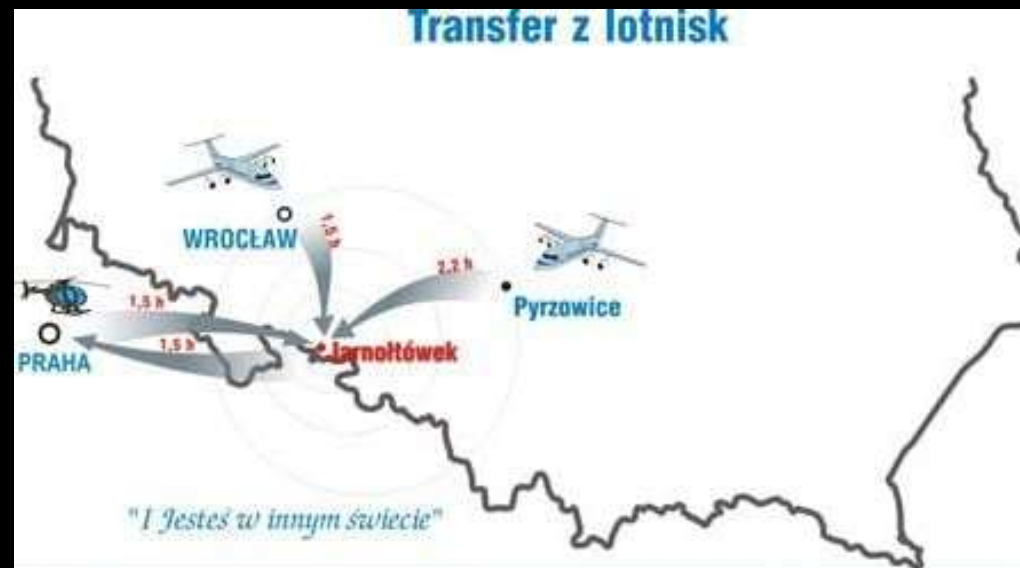 Transfer z lotnisk
WROCŁAW
1,5 h
2,2 h
Pyrzowice
1,5 h
PRAHA
1,5 h
Jarnołtówek
"I Jesteś w innym świecie"